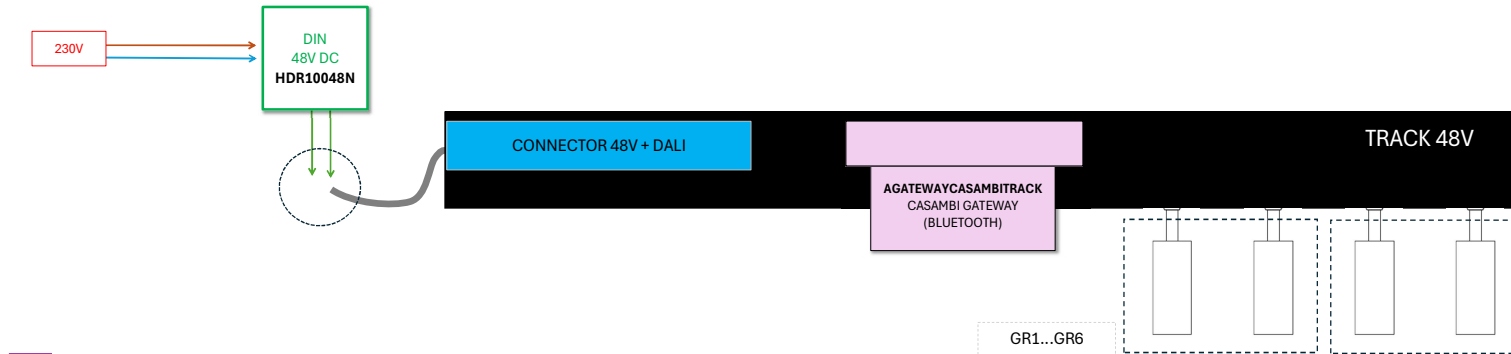 230V
DIN
48V DC
HDR10048N
CONNECTOR 48V + DALI
TRACK 48V
AGATEWAYCASAMBITRACK
CASAMBI GATEWAY
(BLUETOOTH)
GR1...GR6